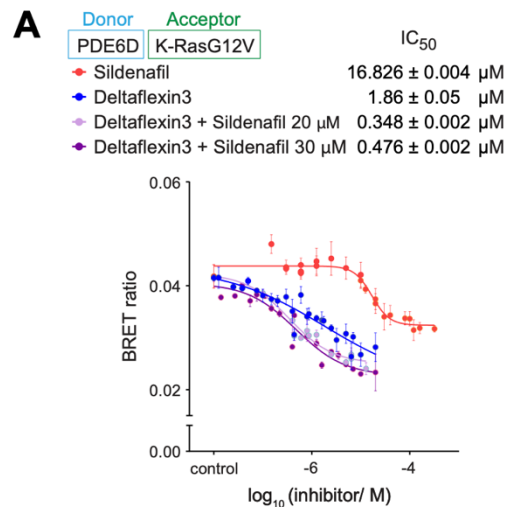 A
Donor Acceptor
PDE6D K-RasG12V IC50
Sildenafil 16.826 ± 0.004 µM
Deltaflexin3 1.86 ± 0.05 µM
Deltaflexin3 + Sildenafil 20 µM 0.348 ± 0.002 µM
Deltaflexin3 + Sildenafil 30 µM 0.476 ± 0.002 µM
0.06
0.04
BRET ratio
0.02
0.00
control -6 -4
log10 (inhibitor/ M)